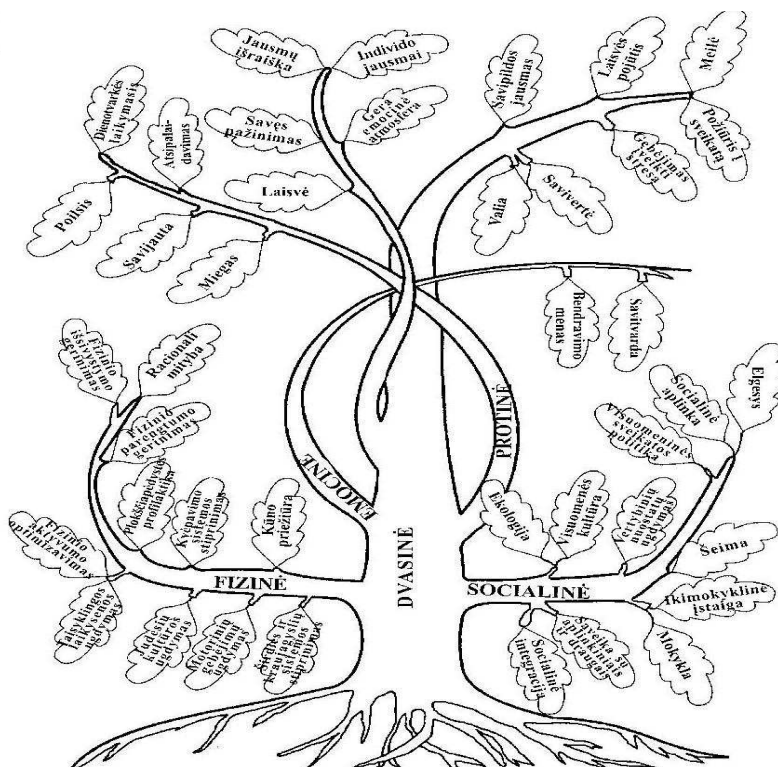 Jausmų
išraiška
Individo
jausmai
Savęs
pažinimas
Gera
emocinė
atmosfera
Laisvė
Savipildos
jausmas
Laisvės
pojūtis
Meilė
Požiūris į
sveikatą
Gebėjimas
įveikti
stresą
Savivertė
Valia
Dienotvarkės
laikymasis
Atsipalai-
davimas
Poilsis
Savijauta
Miegas
Bendravimo
menas
Savitvarda
Fizinio
išsivystymo
gerinimas
Racionali
mityba
Fizinio
parengtumo
gerinimas
Plokščiapėdystės
profilaktika
Kvėpavimo
sistemos
stiprinimas
Kūno
priežiūra
Fizinio
aktyvumo
optimizavimas
Taisyklingos
laikysenos
ugdymas
Judesių
kultūros
ugdymas
Motorinių
gebėjimų
ugdymas
Širdies
kraujagyslių
sistemos
stiprinimas
EMOCINĖ
PROTINĖ
FIZINĖ
DVASINĖ
SOCIALINĖ
Ekologija
Visuomenės
kultūra
Vertybinių
nuostatų
ugdymas
Visuomeninės
sveikatos
politika
Socialinė
aplinka
Elgesys
Šeima
Ikimokyklinė
įstaiga
Mokykla
Sąveika su
aplinkiniais
draugais
Socialinė
integracija